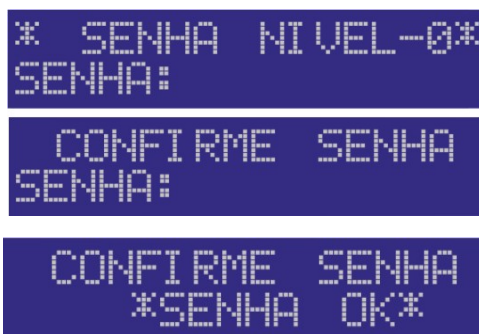 * SENHA NIVEL-0*
SENHA:
CONFIRME SENHA
SENHA:
CONFIRME SENHA
*SENHA OK*